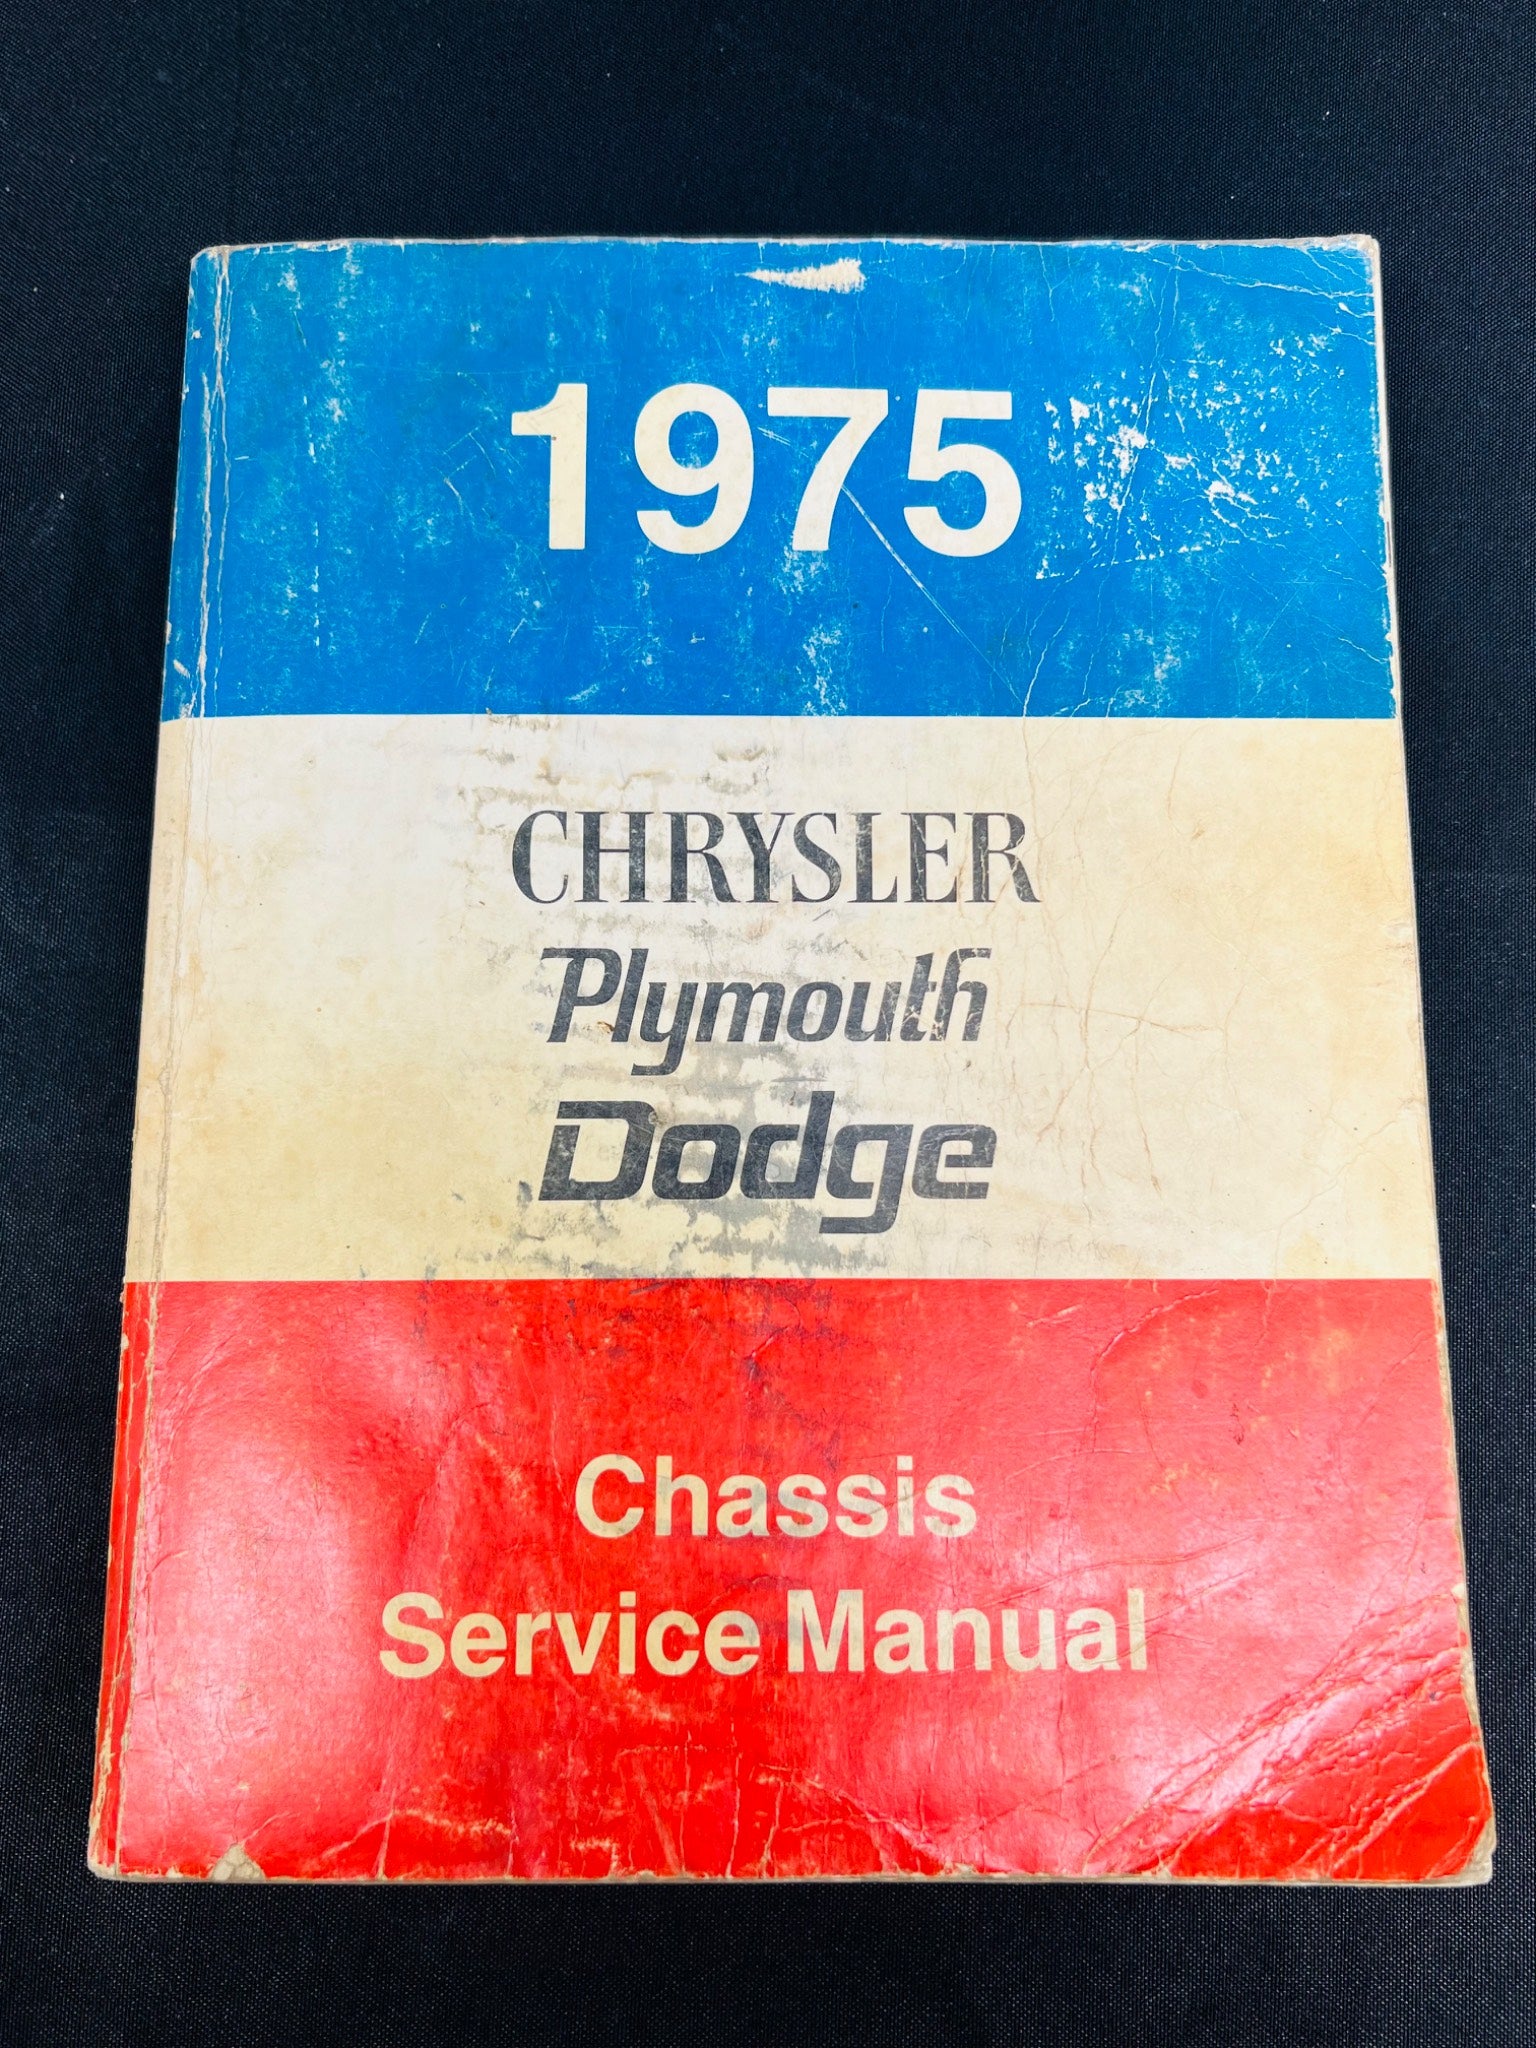 1975
CHRYSLER
Plymouth
Dodge
Chassis
Service Manual